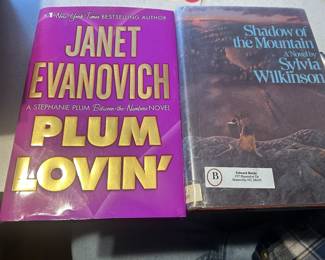 #1 New York Times BESTSELLING AUTHOR
JANET
EVANOVICH
A STEPHANIE PLUM Between-the-Numbers NOVEL
PLUM
LOVIN'
Shadow of
the Mountain
A Novel by
Sylvia
Wilkinson
B